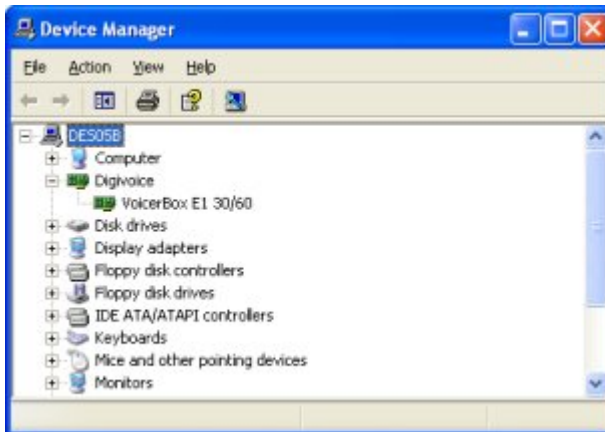 Device Manager
File Action View Help
DES05B
Computer
Digivoice
VoicerBox E1 30/60
Disk drives
Display adapters
Floppy disk controllers
Floppy disk drives
IDE ATA/ATAPI controllers
Keyboards
Mice and other pointing devices
Monitors